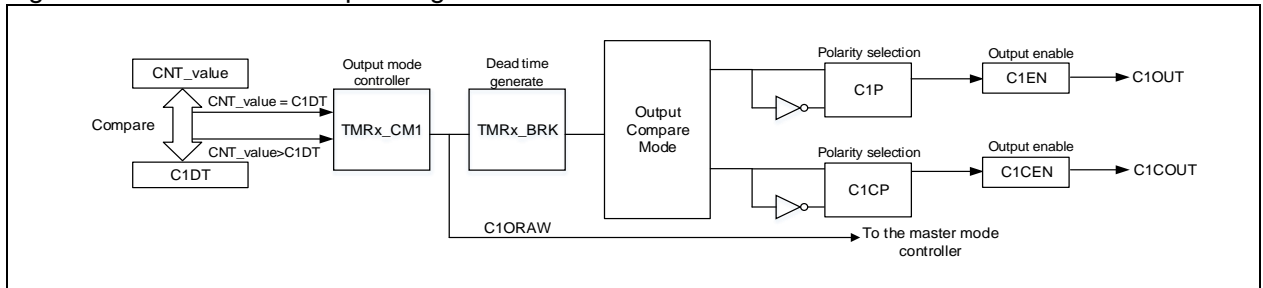 CNT_value
Compare
C1DT
CNT_value = C1DT
CNT_value>C1DT
Output mode
controller
TMRx_CM1
Dead time
generate
TMRx_BRK
C1ORAW
Output
Compare
Mode
Polarity selection
C1P
Output enable
C1EN
C1OUT
Polarity selection
C1CP
Output enable
C1CEN
C1COUT
To the master mode
controller